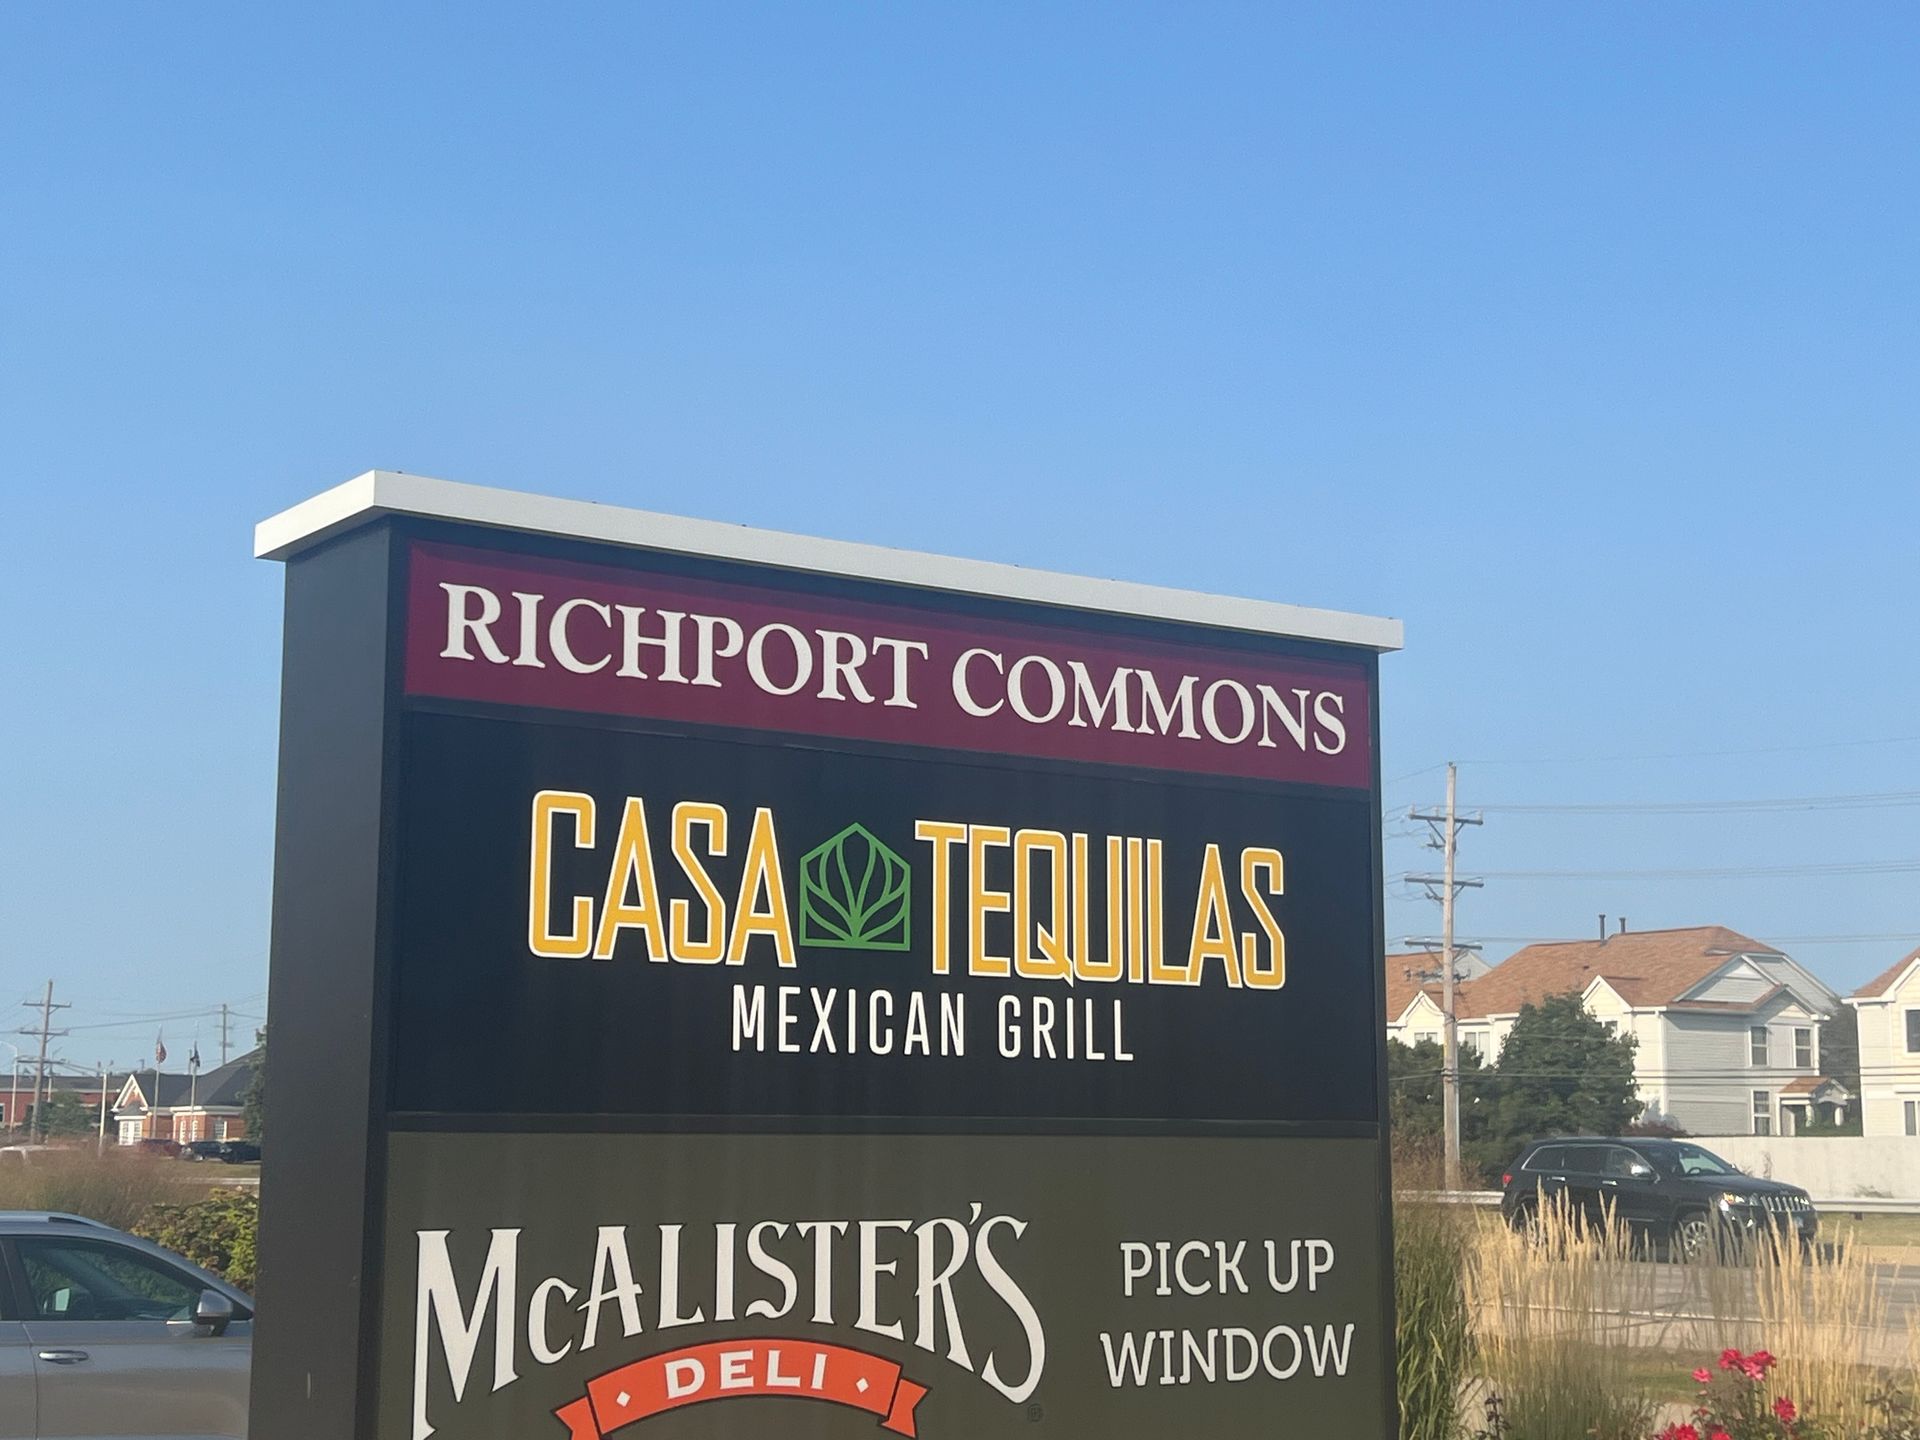 RICHPORT COMMONS
CASA TEQUILAS
MEXICAN GRILL
McALISTER'S
DELI
PICK UP
WINDOW